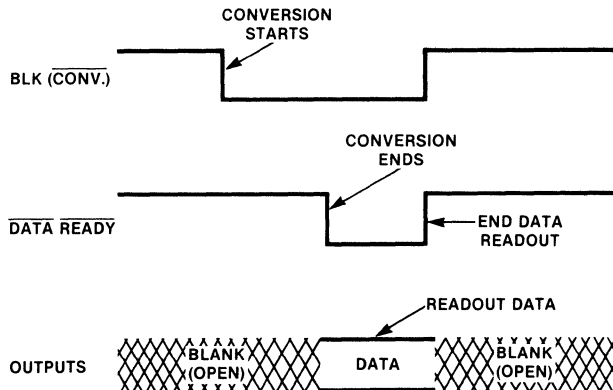 CONVERSION
STARTS
BLK (CONV.)
CONVERSION
ENDS
DATA READY
END DATA
READOUT
READOUT DATA
OUTPUTS
BLANK
(OPEN)
DATA
BLANK
(OPEN)